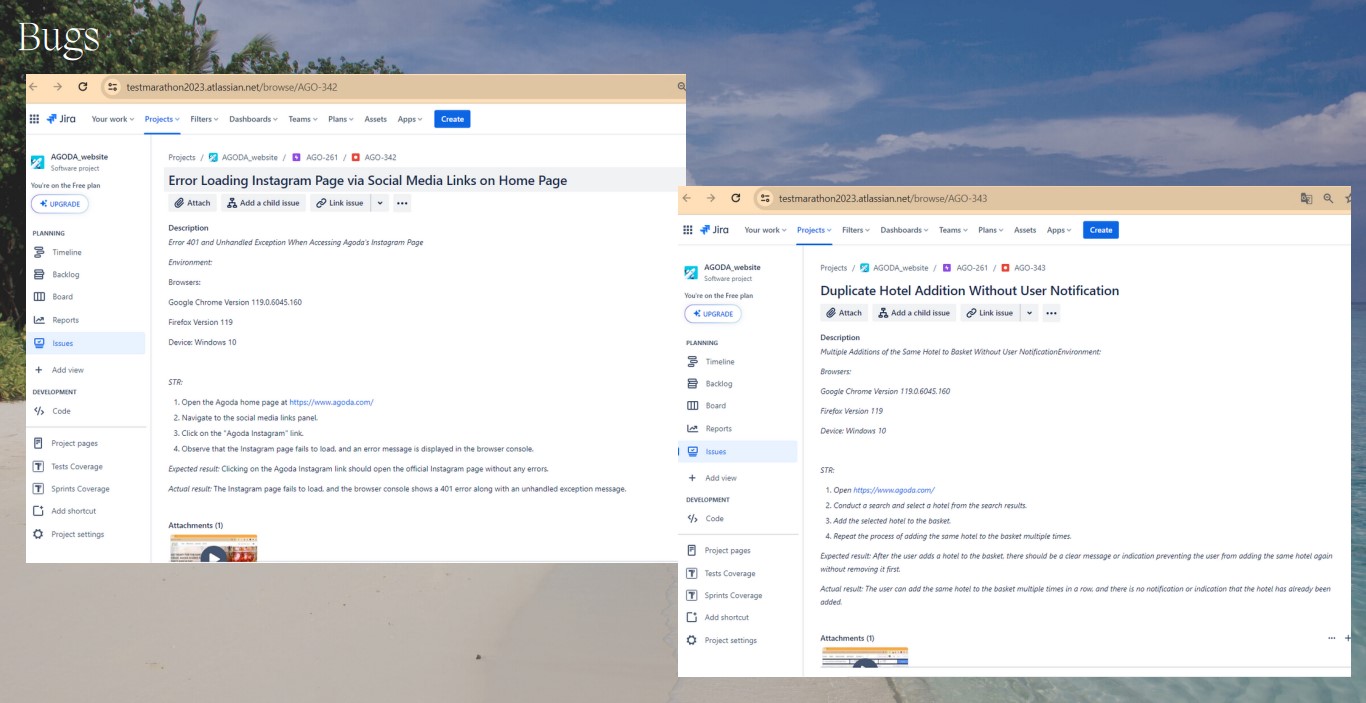 Bugs
testmarathon2023.atlassian.net/browse/AGO-342
Jira Your work Projects Filters Dashboards Teams Plans Assets Apps Create
AGODA_website
Software project
You're on the Free plan
UPGRADE
PLANNING
Timeline
Backlog
Board
Reports
Issues
Add view
DEVELOPMENT
Code
Project pages
Tests Coverage
Sprints Coverage
Add shortcut
Project settings
Projects / AGODA_website / AGO-261 / AGO-342
Error Loading Instagram Page via Social Media Links on Home Page
Attach Add a child issue Link issue
Description
Error 401 and Unhandled Exception When Accessing Agoda's Instagram Page
Environment:
Browsers:
Google Chrome Version 119.0.6045.160
Firefox Version 119
Device: Windows 10
STR:
1. Open the Agoda home page at https://www.agoda.com/
2. Navigate to the social media links panel.
3. Click on the "Agoda Instagram" link.
4. Observe that the Instagram page fails to load, and an error message is displayed in the browser console.
Expected result: Clicking on the Agoda Instagram link should open the official Instagram page without any errors.
Actual result: The Instagram page fails to load, and the browser console shows a 401 error along with an unhandled exception message.
Attachments (1)
testmarathon2023.atlassian.net/browse/AGO-343
Jira Your work Projects Filters Dashboards Teams Plans Assets Apps Create
AGODA_website
Software project
You're on the Free plan
UPGRADE
PLANNING
Timeline
Backlog
Board
Reports
Issues
Add view
DEVELOPMENT
Code
Project pages
Tests Coverage
Sprints Coverage
Add shortcut
Project settings
Projects / AGODA_website / AGO-261 / AGO-343
Duplicate Hotel Addition Without User Notification
Attach Add a child issue Link issue
Description
Multiple Additions of the Same Hotel to Basket Without User NotificationEnvironment:
Browsers:
Google Chrome Version 119.0.6045.160
Firefox Version 119
Device: Windows 10
STR:
1. Open https://www.agoda.com/
2. Conduct a search and select a hotel from the search results.
3. Add the selected hotel to the basket.
4. Repeat the process of adding the same hotel to the basket multiple times.
Expected result: After the user adds a hotel to the basket, there should be a clear message or indication preventing the user from adding the same hotel again
without removing it first.
Actual result: The user can add the same hotel to the basket multiple times in a row, and there is no notification or indication that the hotel has already been
added.
Attachments (1)